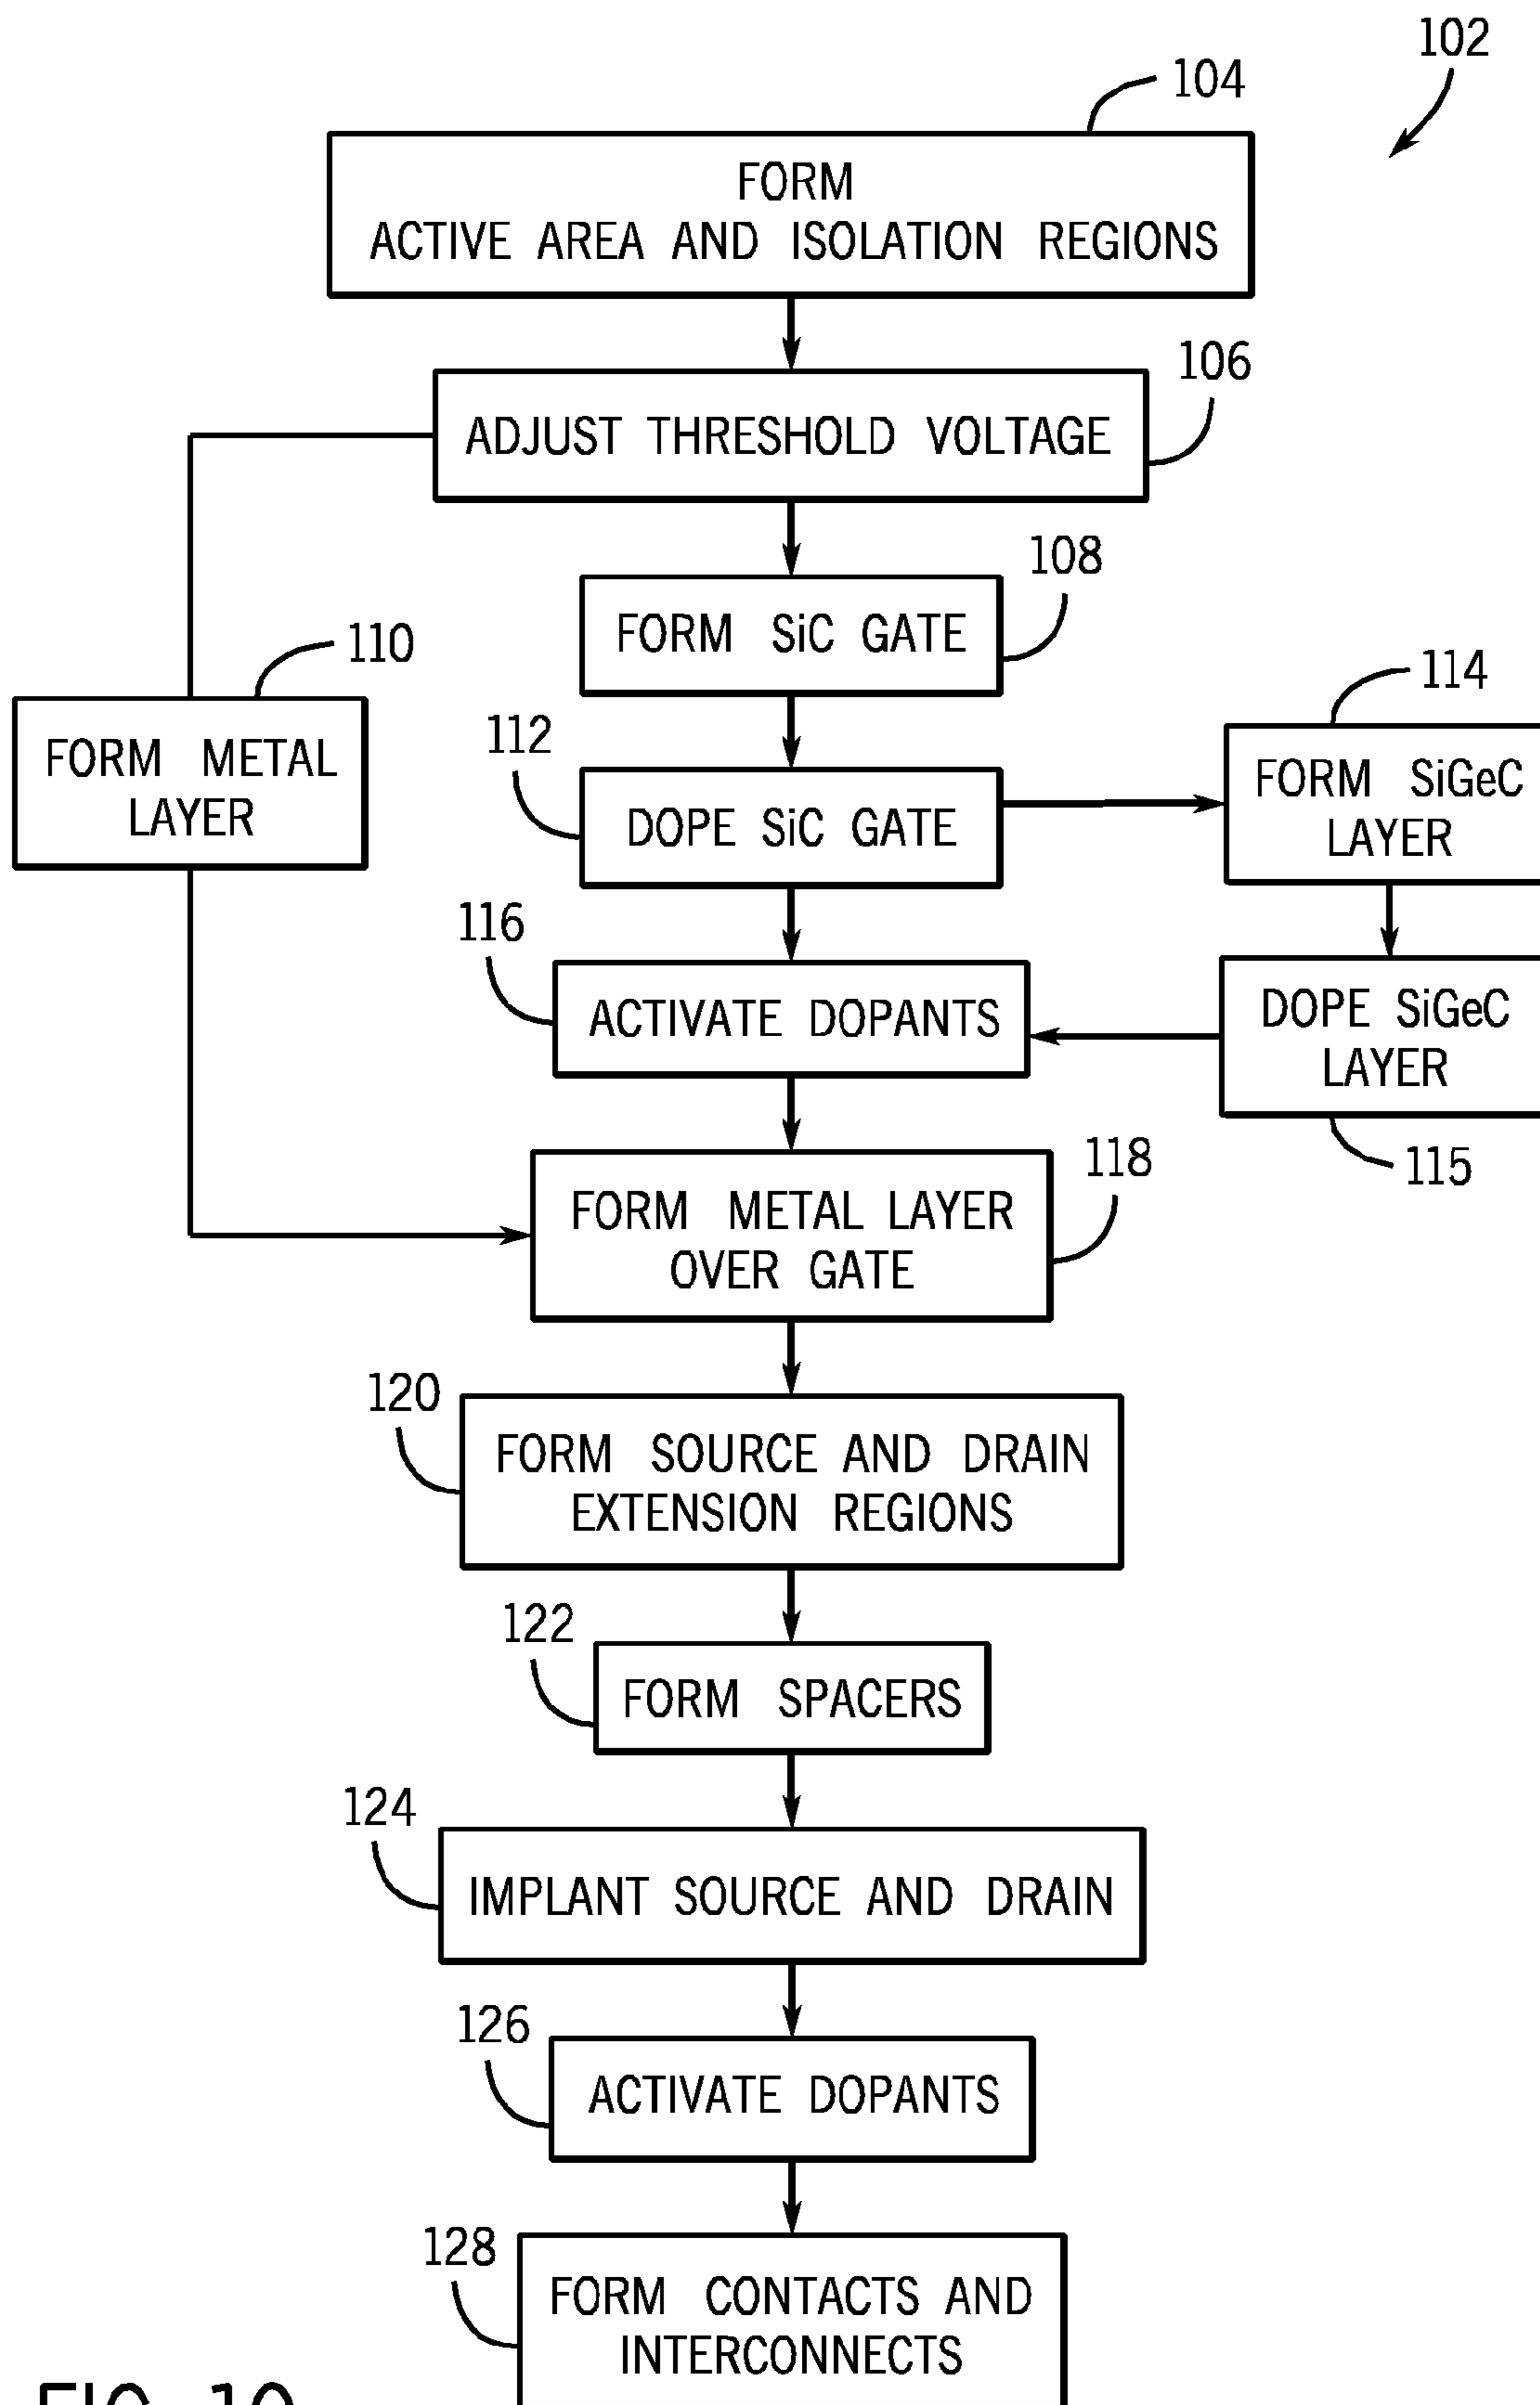 102
104
FORM
ACTIVE AREA AND ISOLATION REGIONS
106
ADJUST THRESHOLD VOLTAGE
108
FORM SiC GATE
110
FORM METAL
LAYER
112
DOPE SiC GATE
114
FORM SiGeC
LAYER
116
ACTIVATE DOPANTS
DOPE SiGeC
LAYER
115
118
FORM METAL LAYER
OVER GATE
120
FORM SOURCE AND DRAIN
EXTENSION REGIONS
122
FORM SPACERS
124
IMPLANT SOURCE AND DRAIN
126
ACTIVATE DOPANTS
128
FORM CONTACTS AND
INTERCONNECTS